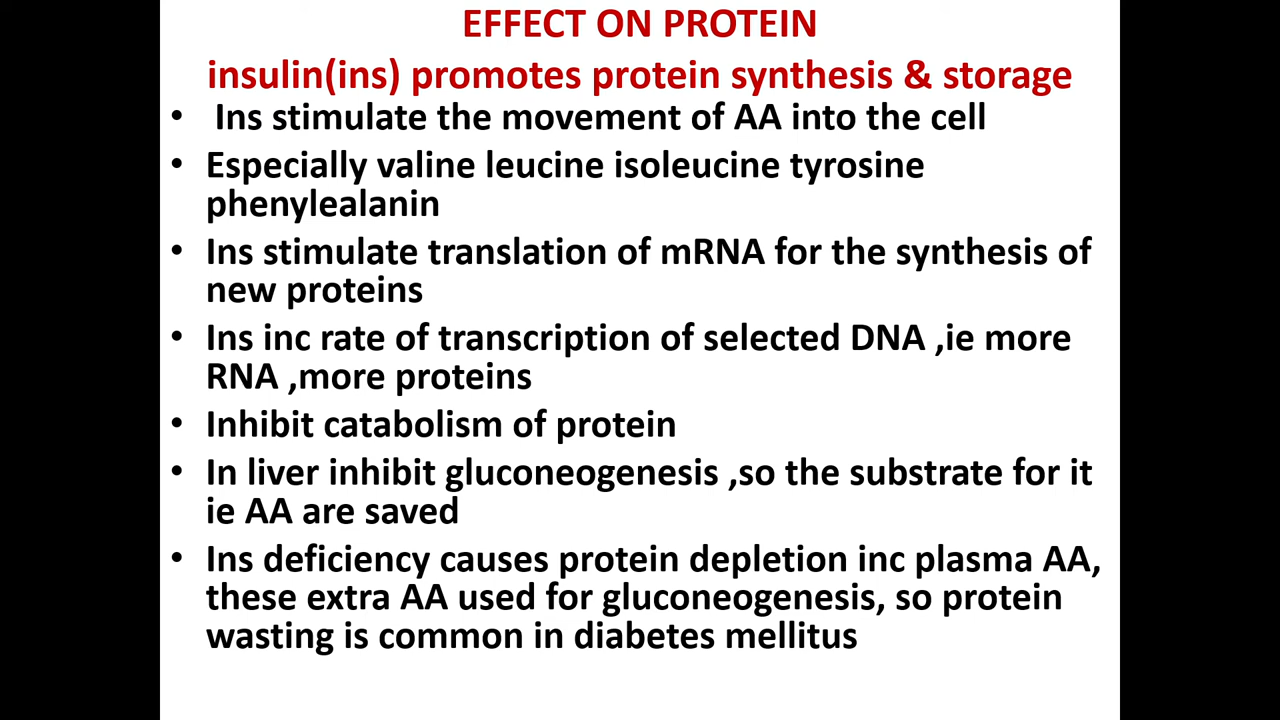 EFFECT ON PROTEIN
insulin(ins) promotes protein synthesis & storage
• Ins stimulate the movement of AA into the cell
• Especially valine leucine isoleucine tyrosine
phenylealanin
• Ins stimulate translation of mRNA for the synthesis of
new proteins
• Ins inc rate of transcription of selected DNA ,ie more
RNA ,more proteins
• Inhibit catabolism of protein
• In liver inhibit gluconeogenesis ,so the substrate for it
ie AA are saved
• Ins deficiency causes protein depletion inc plasma AA,
these extra AA used for gluconeogenesis, so protein
wasting is common in diabetes mellitus